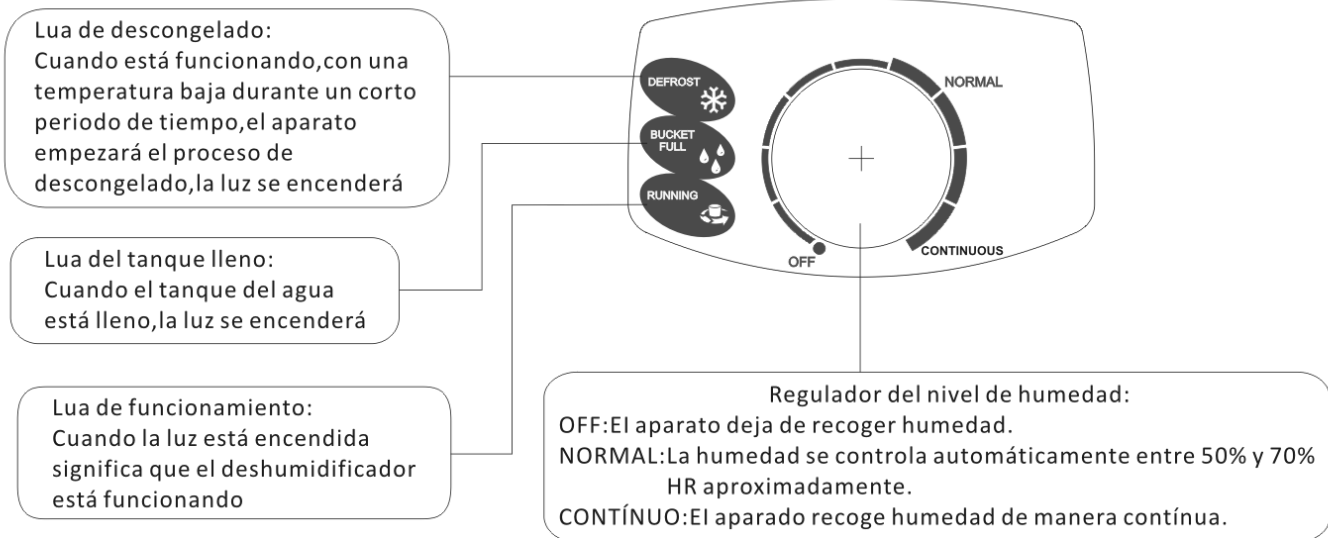 Lua de descongelado:
Cuando está funcionando,con una
temperatura baja durante un corto
periodo de tiempo,el aparato
empezará el proceso de
descongelado,la luz se encenderá
Lua del tanque lleno:
Cuando el tanque del agua
está lleno,la luz se encenderá
Lua de funcionamiento:
Cuando la luz está encendida
significa que el deshumidificador
está funcionando
DEFROST
BUCKET
FULL
RUNNING
NORMAL
CONTINUOUS
OFF
Regulador del nivel de humedad:
OFF:El aparato deja de recoger humedad.
NORMAL:La humedad se controla automáticamente entre 50% y 70%
HR aproximadamente.
CONTÍNUO:El aparado recoge humedad de manera contínua.